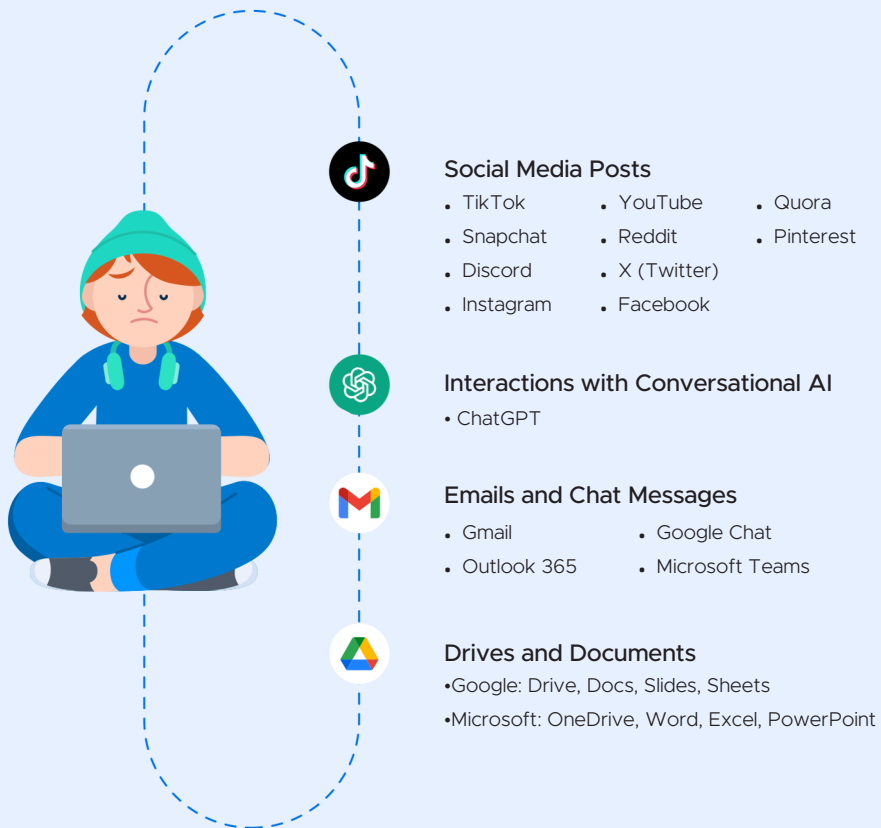 Social Media Posts
• TikTok
• Snapchat
• Discord
• Instagram
• YouTube
• Reddit
• X (Twitter)
• Facebook
• Quora
• Pinterest
Interactions with Conversational AI
• ChatGPT
Emails and Chat Messages
• Gmail
• Outlook 365
• Google Chat
• Microsoft Teams
Drives and Documents
•Google: Drive, Docs, Slides, Sheets
•Microsoft: OneDrive, Word, Excel, PowerPoint